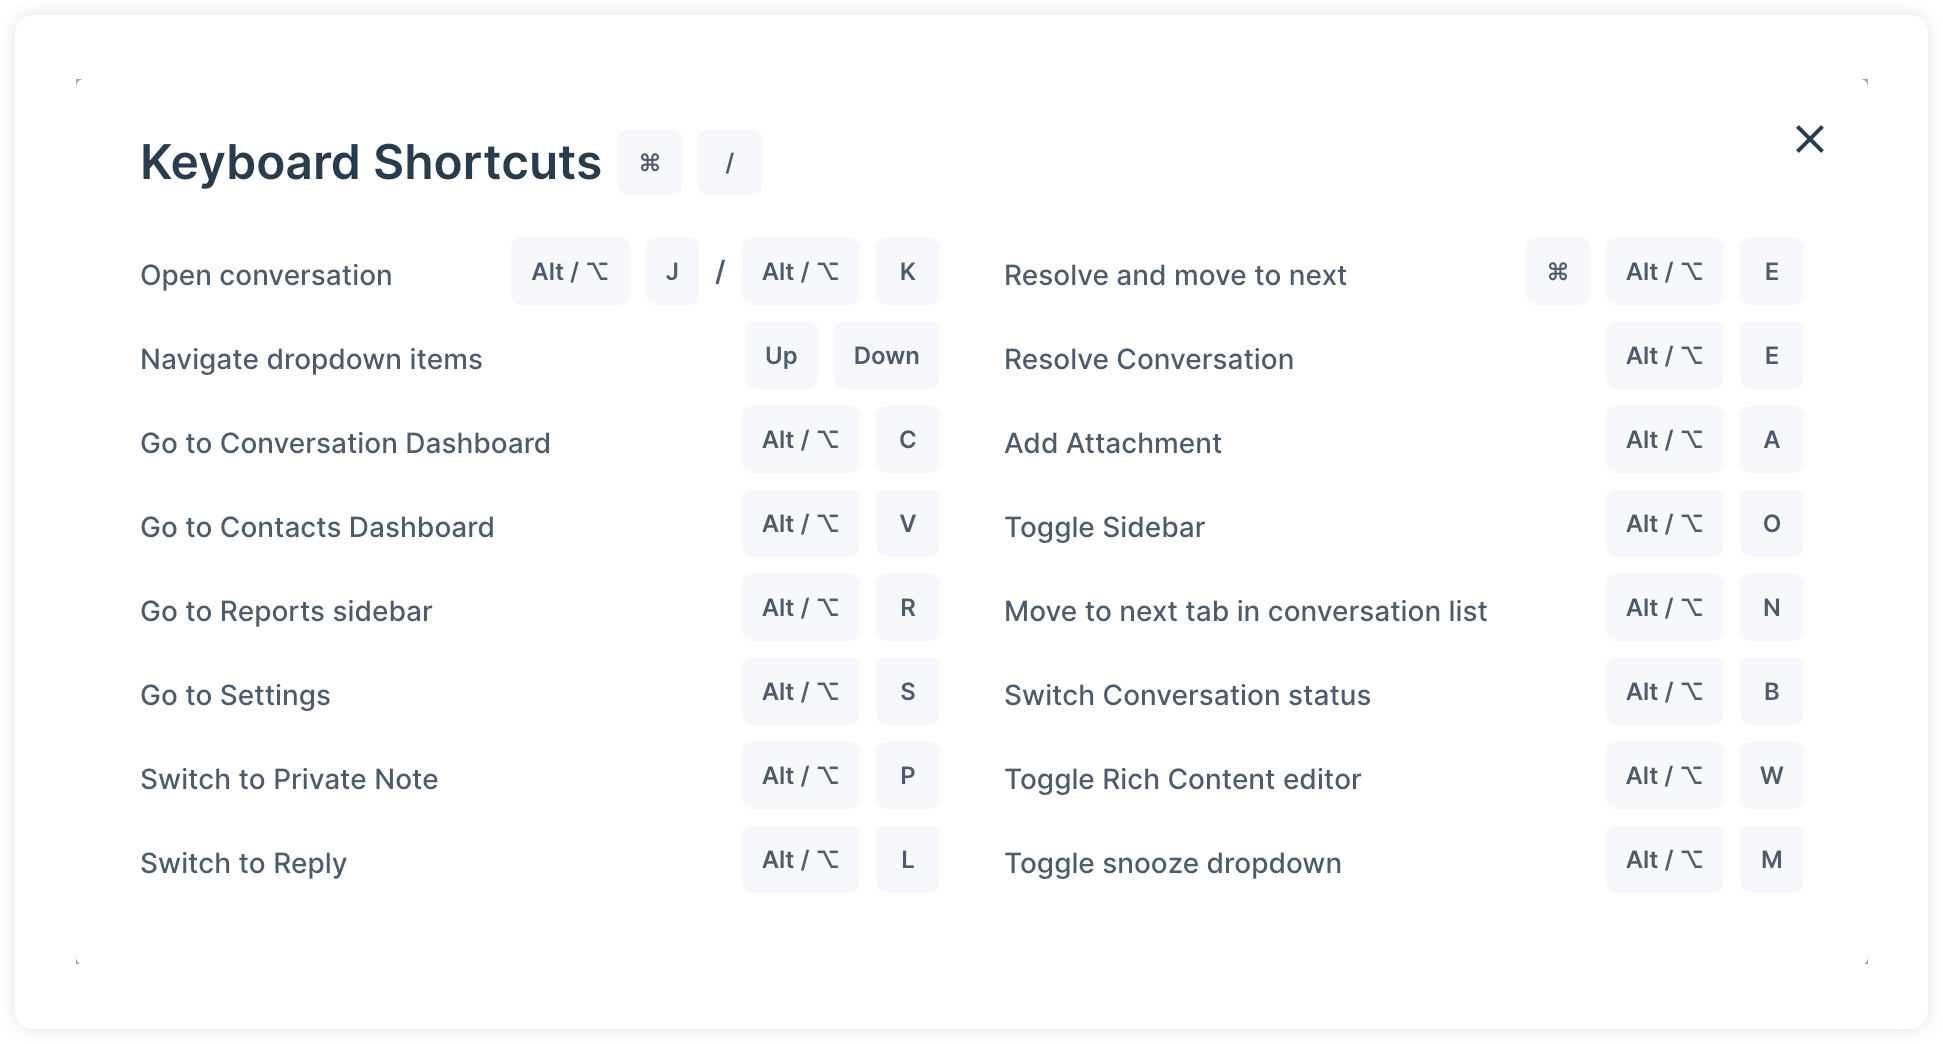 Keyboard Shortcuts ⌘ /
Open conversation Alt / ⌥ J / Alt / ⌥ K
Navigate dropdown items Up Down
Go to Conversation Dashboard Alt / ⌥ C
Go to Contacts Dashboard Alt / ⌥ V
Go to Reports sidebar Alt / ⌥ R
Go to Settings Alt / ⌥ S
Switch to Private Note Alt / ⌥ P
Switch to Reply Alt / ⌥ L
Resolve and move to next ⌘ Alt / ⌥ E
Resolve Conversation Alt / ⌥ E
Add Attachment Alt / ⌥ A
Toggle Sidebar Alt / ⌥ O
Move to next tab in conversation list Alt / ⌥ N
Switch Conversation status Alt / ⌥ B
Toggle Rich Content editor Alt / ⌥ W
Toggle snooze dropdown Alt / ⌥ M